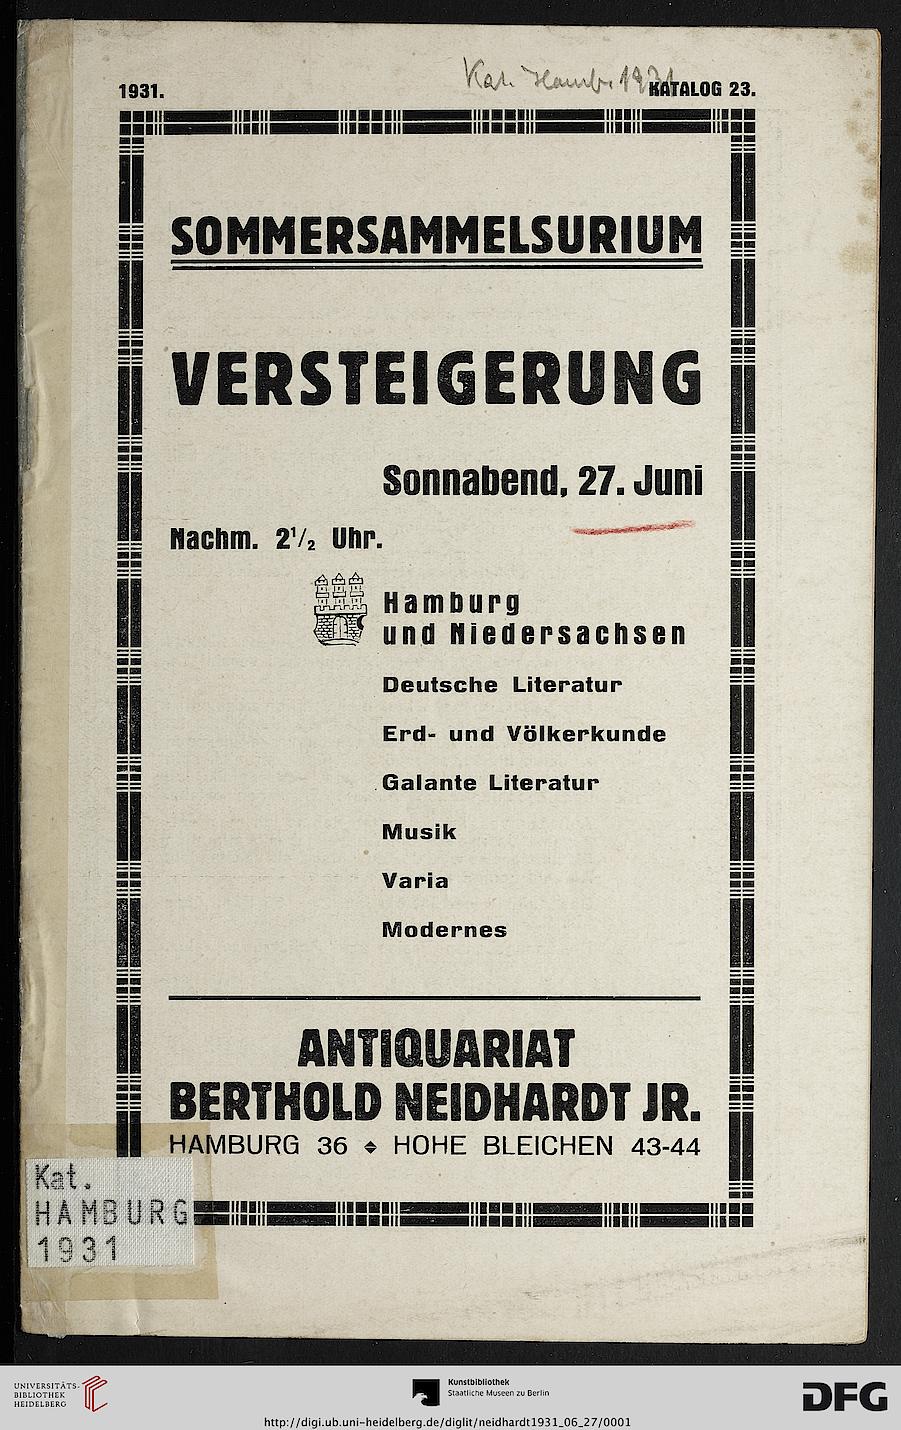 Kat. Hamb. 1931
1931. KATALOG 23.
SOMMERSAMMELSURIUM
VERSTEIGERUNG
Sonnabend, 27. Juni
Nachm. 2½ Uhr.
Hamburg
und Niedersachsen
Deutsche Literatur
Erd- und Völkerkunde
Galante Literatur
Musik
Varia
Modernes
ANTIQUARIAT
BERTHOLD NEIDHARDT JR.
HAMBURG 36 ⬥ HOHE BLEICHEN 43-44
Kat.
HAMBURG
1931
UNIVERSITÄTS-
BIBLIOTHEK
HEIDELBERG
Kunstbibliothek
Staatliche Museen zu Berlin
DFG
http://digi.ub.uni-heidelberg.de/diglit/neidhardt1931_06_27/0001